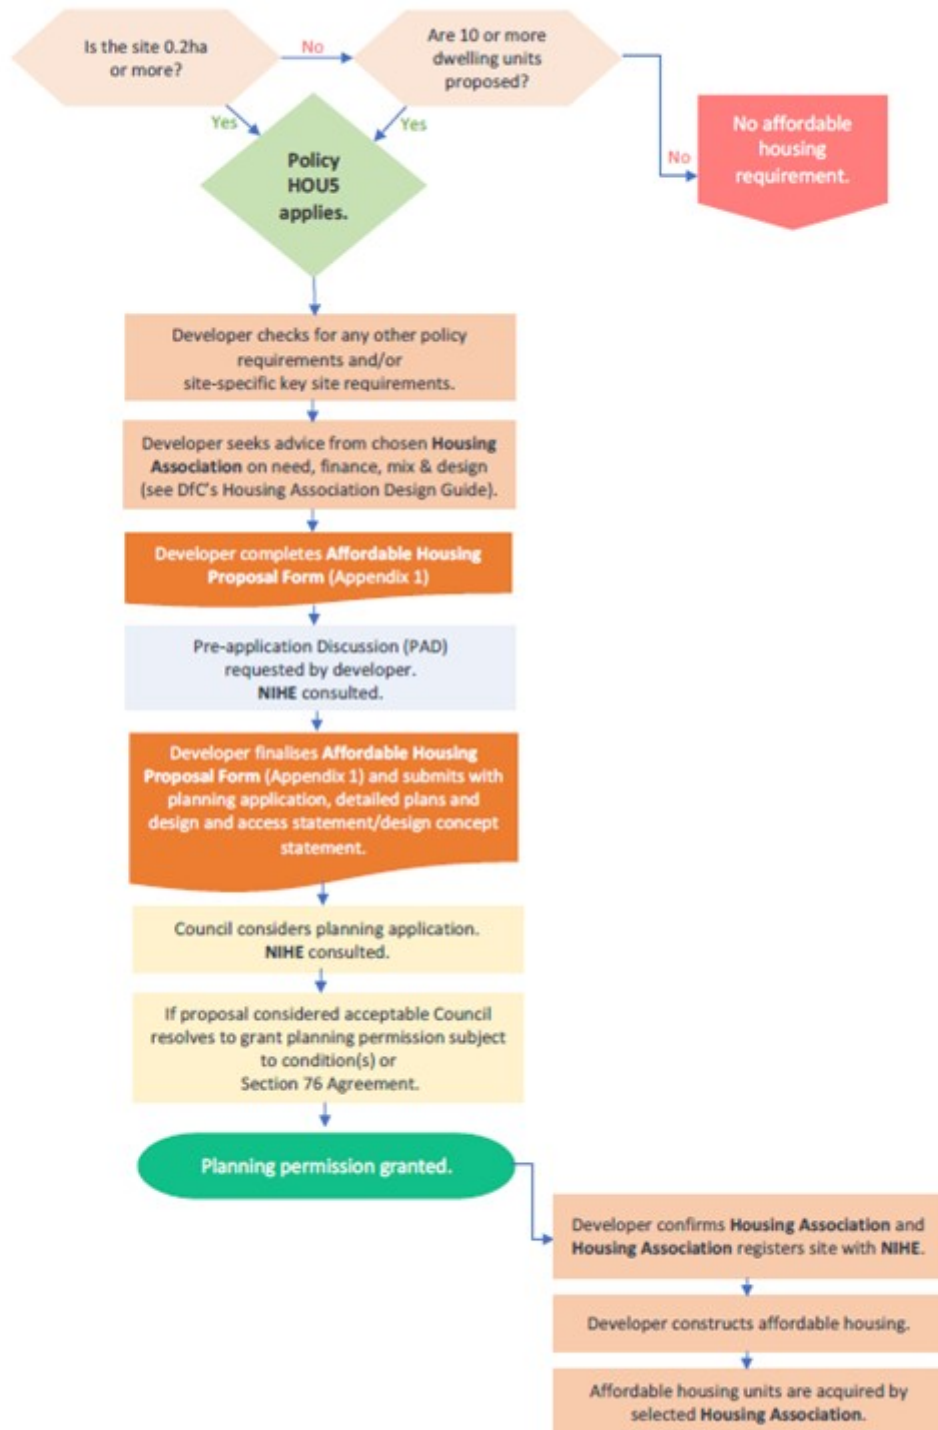 Is the site 0.2ha
or more?
No
Are 10 or more
dwelling units
proposed?
Yes
Yes
No
No affordable
housing
requirement.
Policy
HOU5
applies.
Developer checks for any other policy
requirements and/or
site-specific key site requirements.
Developer seeks advice from chosen Housing
Association on need, finance, mix & design
(see DfC's Housing Association Design Guide).
Developer completes Affordable Housing
Proposal Form (Appendix 1)
Pre-application Discussion (PAD)
requested by developer.
NIHE consulted.
Developer finalises Affordable Housing
Proposal Form (Appendix 1) and submits with
planning application, detailed plans and
design and access statement/design concept
statement.
Council considers planning application.
NIHE consulted.
If proposal considered acceptable Council
resolves to grant planning permission subject
to condition(s) or
Section 76 Agreement.
Planning permission granted.
Developer confirms Housing Association and
Housing Association registers site with NIHE.
Developer constructs affordable housing.
Affordable housing units are acquired by
selected Housing Association.